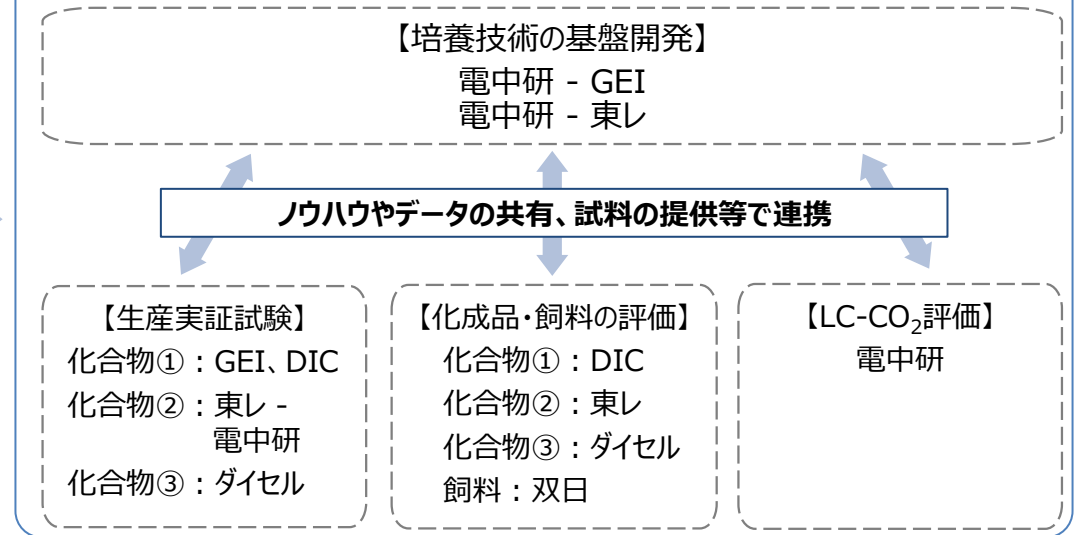 【培養技術の基盤開発】
電中研 - GEI
電中研 - 東レ
ノウハウやデータの共有、試料の提供等で連携
【生産実証試験】
化合物①：GEI、DIC
化合物②：東レ -
電中研
化合物③：ダイセル
【化成品・飼料の評価】
化合物①：DIC
化合物②：東レ
化合物③：ダイセル
飼料：双日
【LC-CO₂評価】
電中研